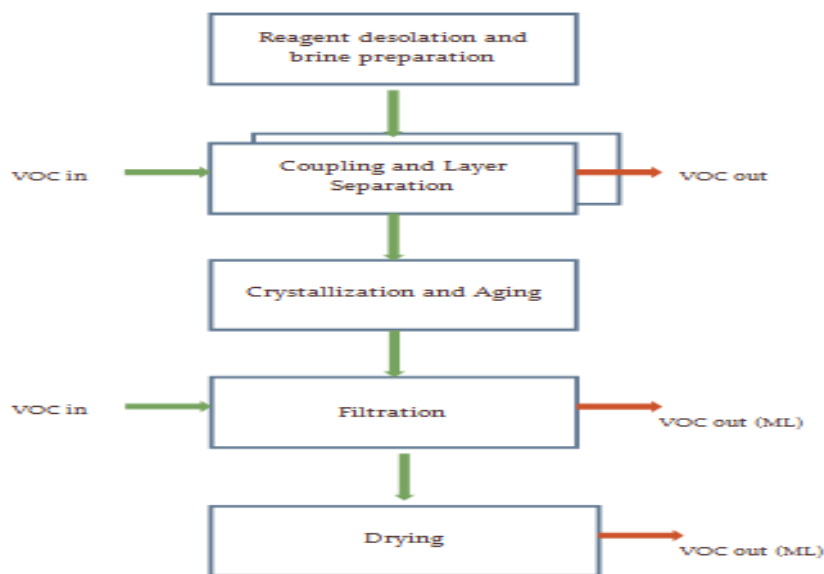 Reagent desolation and
brine preparation
VOC in
Coupling and Layer
Separation
VOC out
Crystallization and Aging
VOC in
Filtration
VOC out (ML)
Drying
VOC out (ML)